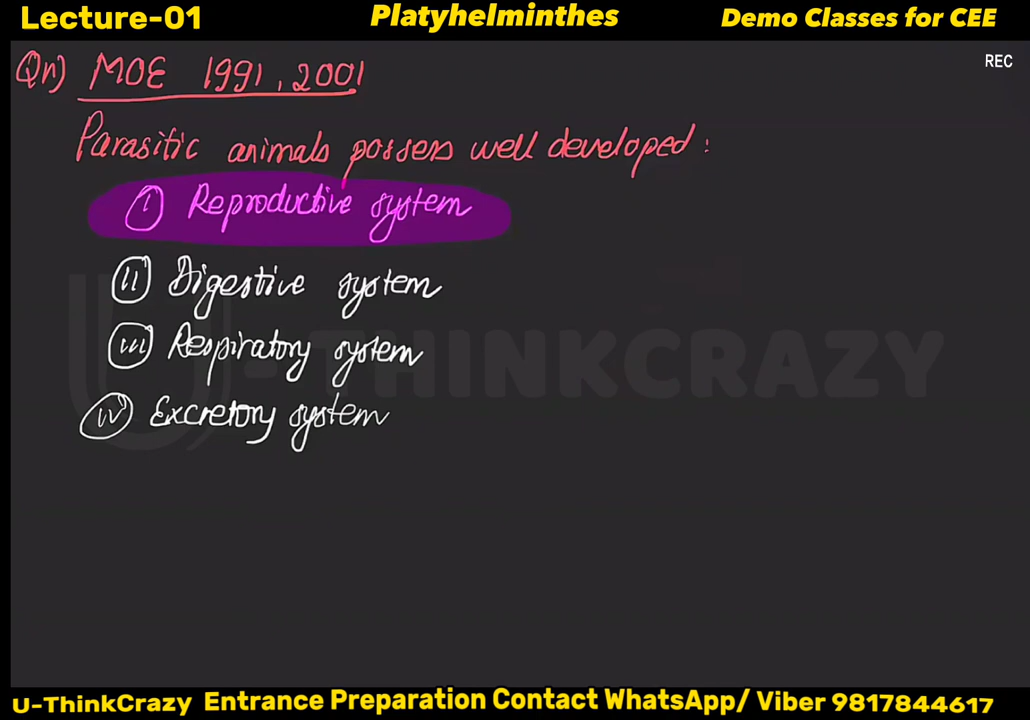 Lecture-01 Platyhelminthes Demo Classes for CEE
REC
Qn) MOE 1991, 2001
Parasitic animals possess well developed :
(i) Reproductive system
(ii) Digestive system
(iii) Respiratory system
(iv) Excretory system
U-THINKCRAZY
U-ThinkCrazy Entrance Preparation Contact WhatsApp/ Viber 9817844617